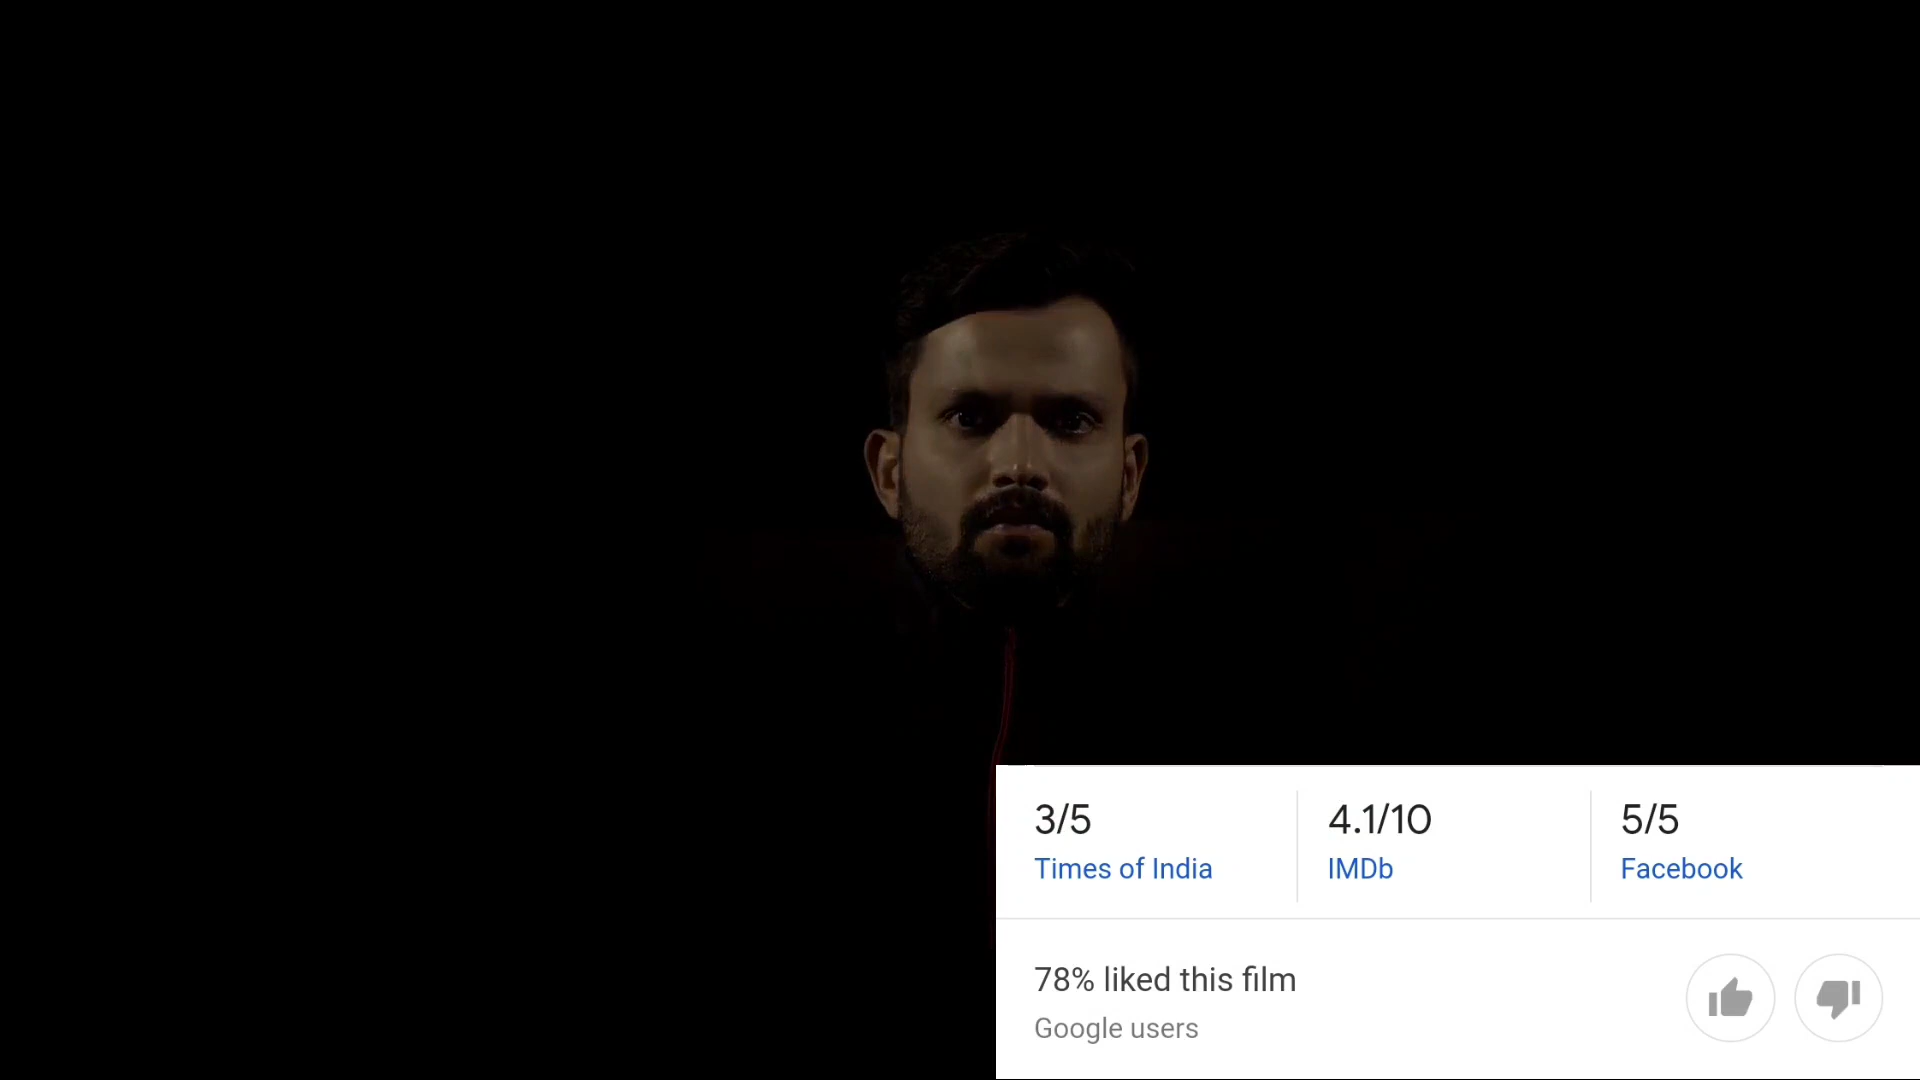 3/5
Times of India
4.1/10
IMDb
5/5
Facebook
78% liked this film
Google users